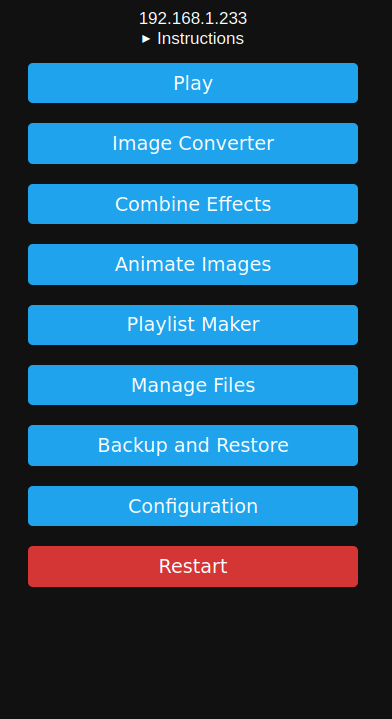 192.168.1.233
► Instructions
Play
Image Converter
Combine Effects
Animate Images
Playlist Maker
Manage Files
Backup and Restore
Configuration
Restart